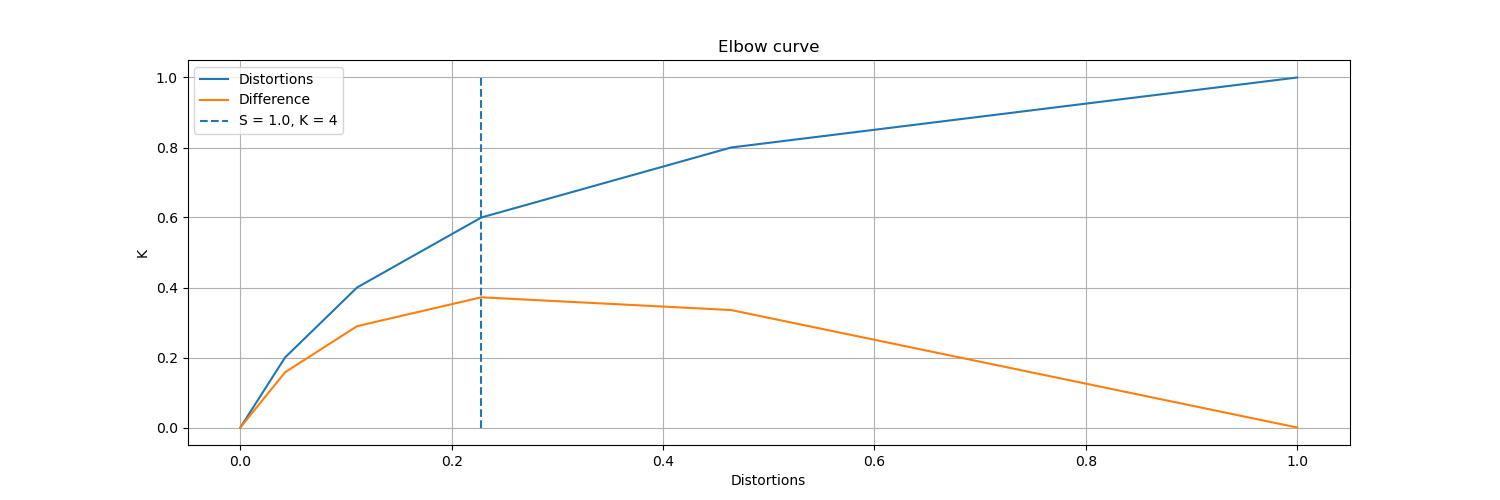 Elbow curve
Distortions
Difference
S = 1.0, K = 4
1.0
0.8
0.6
0.4
0.2
0.0
K
0.0 0.2 0.4 0.6 0.8 1.0
Distortions